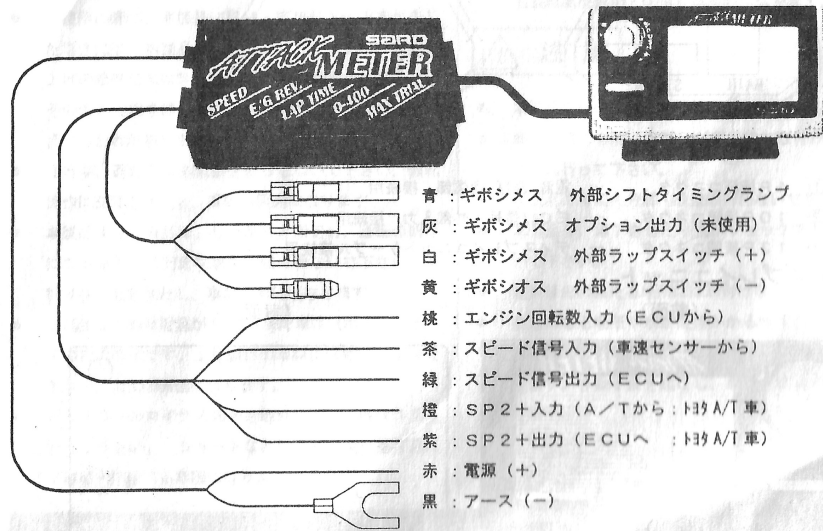 SARD
ATTACK
METER
SPEED
E/G REV.
LAP TIME
0-400
MAX TRIAL
METER
青：ギボシメス 外部シフトタイミングランプ
灰：ギボシメス オプション出力（未使用）
白：ギボシメス 外部ラップスイッチ（＋）
黄：ギボシオス 外部ラップスイッチ（－）
桃：エンジン回転数入力（ＥＣＵから）
茶：スピード信号入力（車速センサーから）
緑：スピード信号出力（ＥＣＵへ）
橙：ＳＰ２＋入力（Ａ／Ｔから；ﾄﾖﾀ A/T 車）
紫：ＳＰ２＋出力（ＥＣＵへ ；ﾄﾖﾀ A/T 車）
赤：電源（＋）
黒：アース（－）